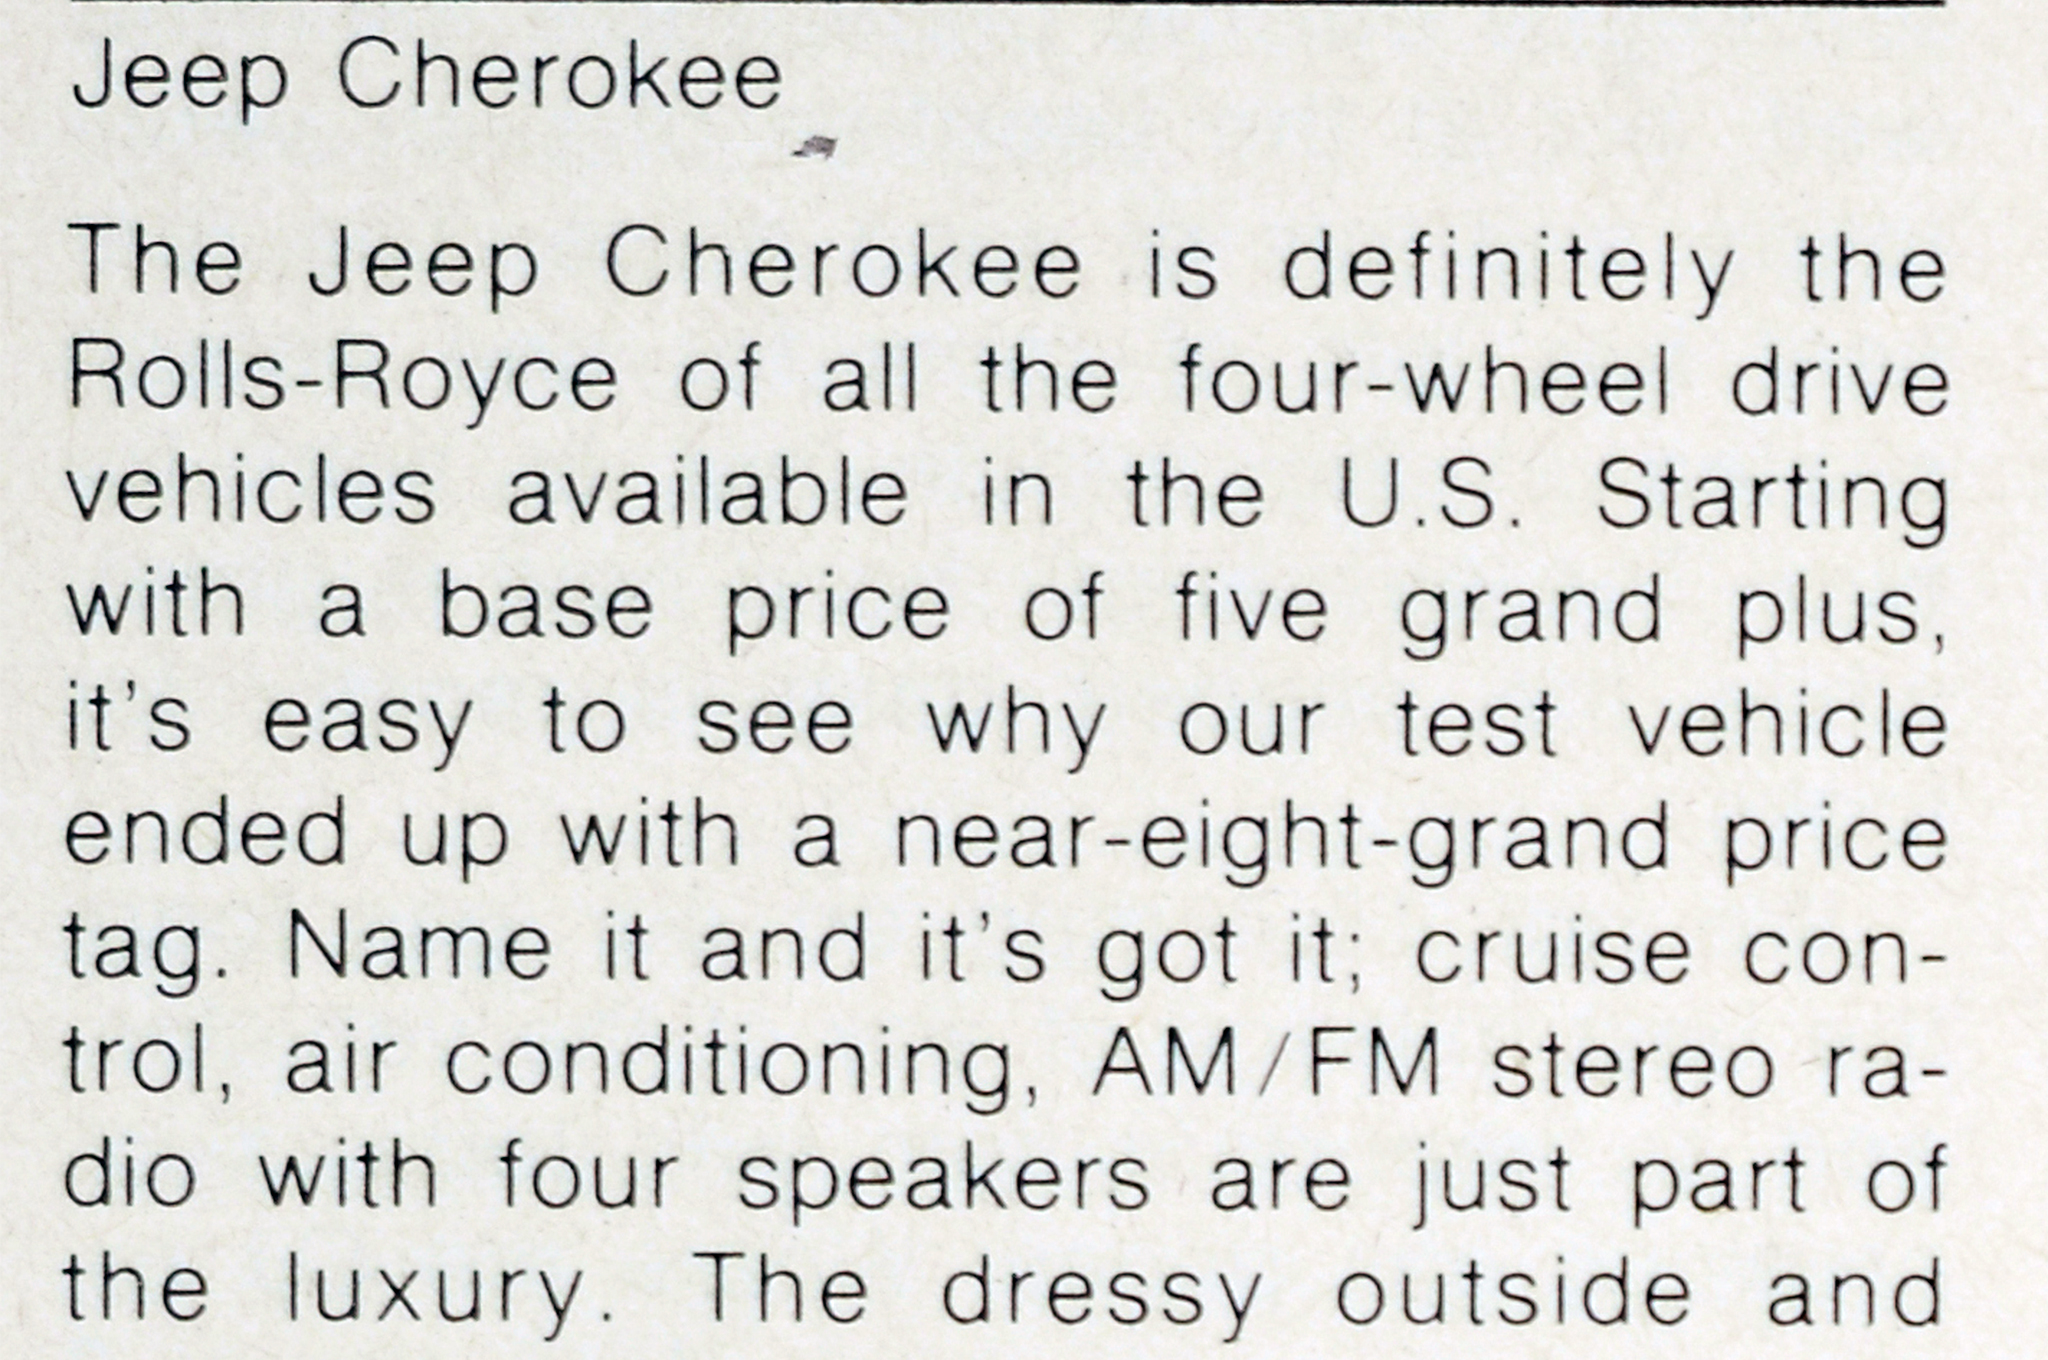 Jeep Cherokee
The Jeep Cherokee is definitely the
Rolls-Royce of all the four-wheel drive
vehicles available in the U.S. Starting
with a base price of five grand plus,
it's easy to see why our test vehicle
ended up with a near-eight-grand price
tag. Name it and it's got it; cruise con-
trol, air conditioning, AM/FM stereo ra-
dio with four speakers are just part of
the luxury. The dressy outside and